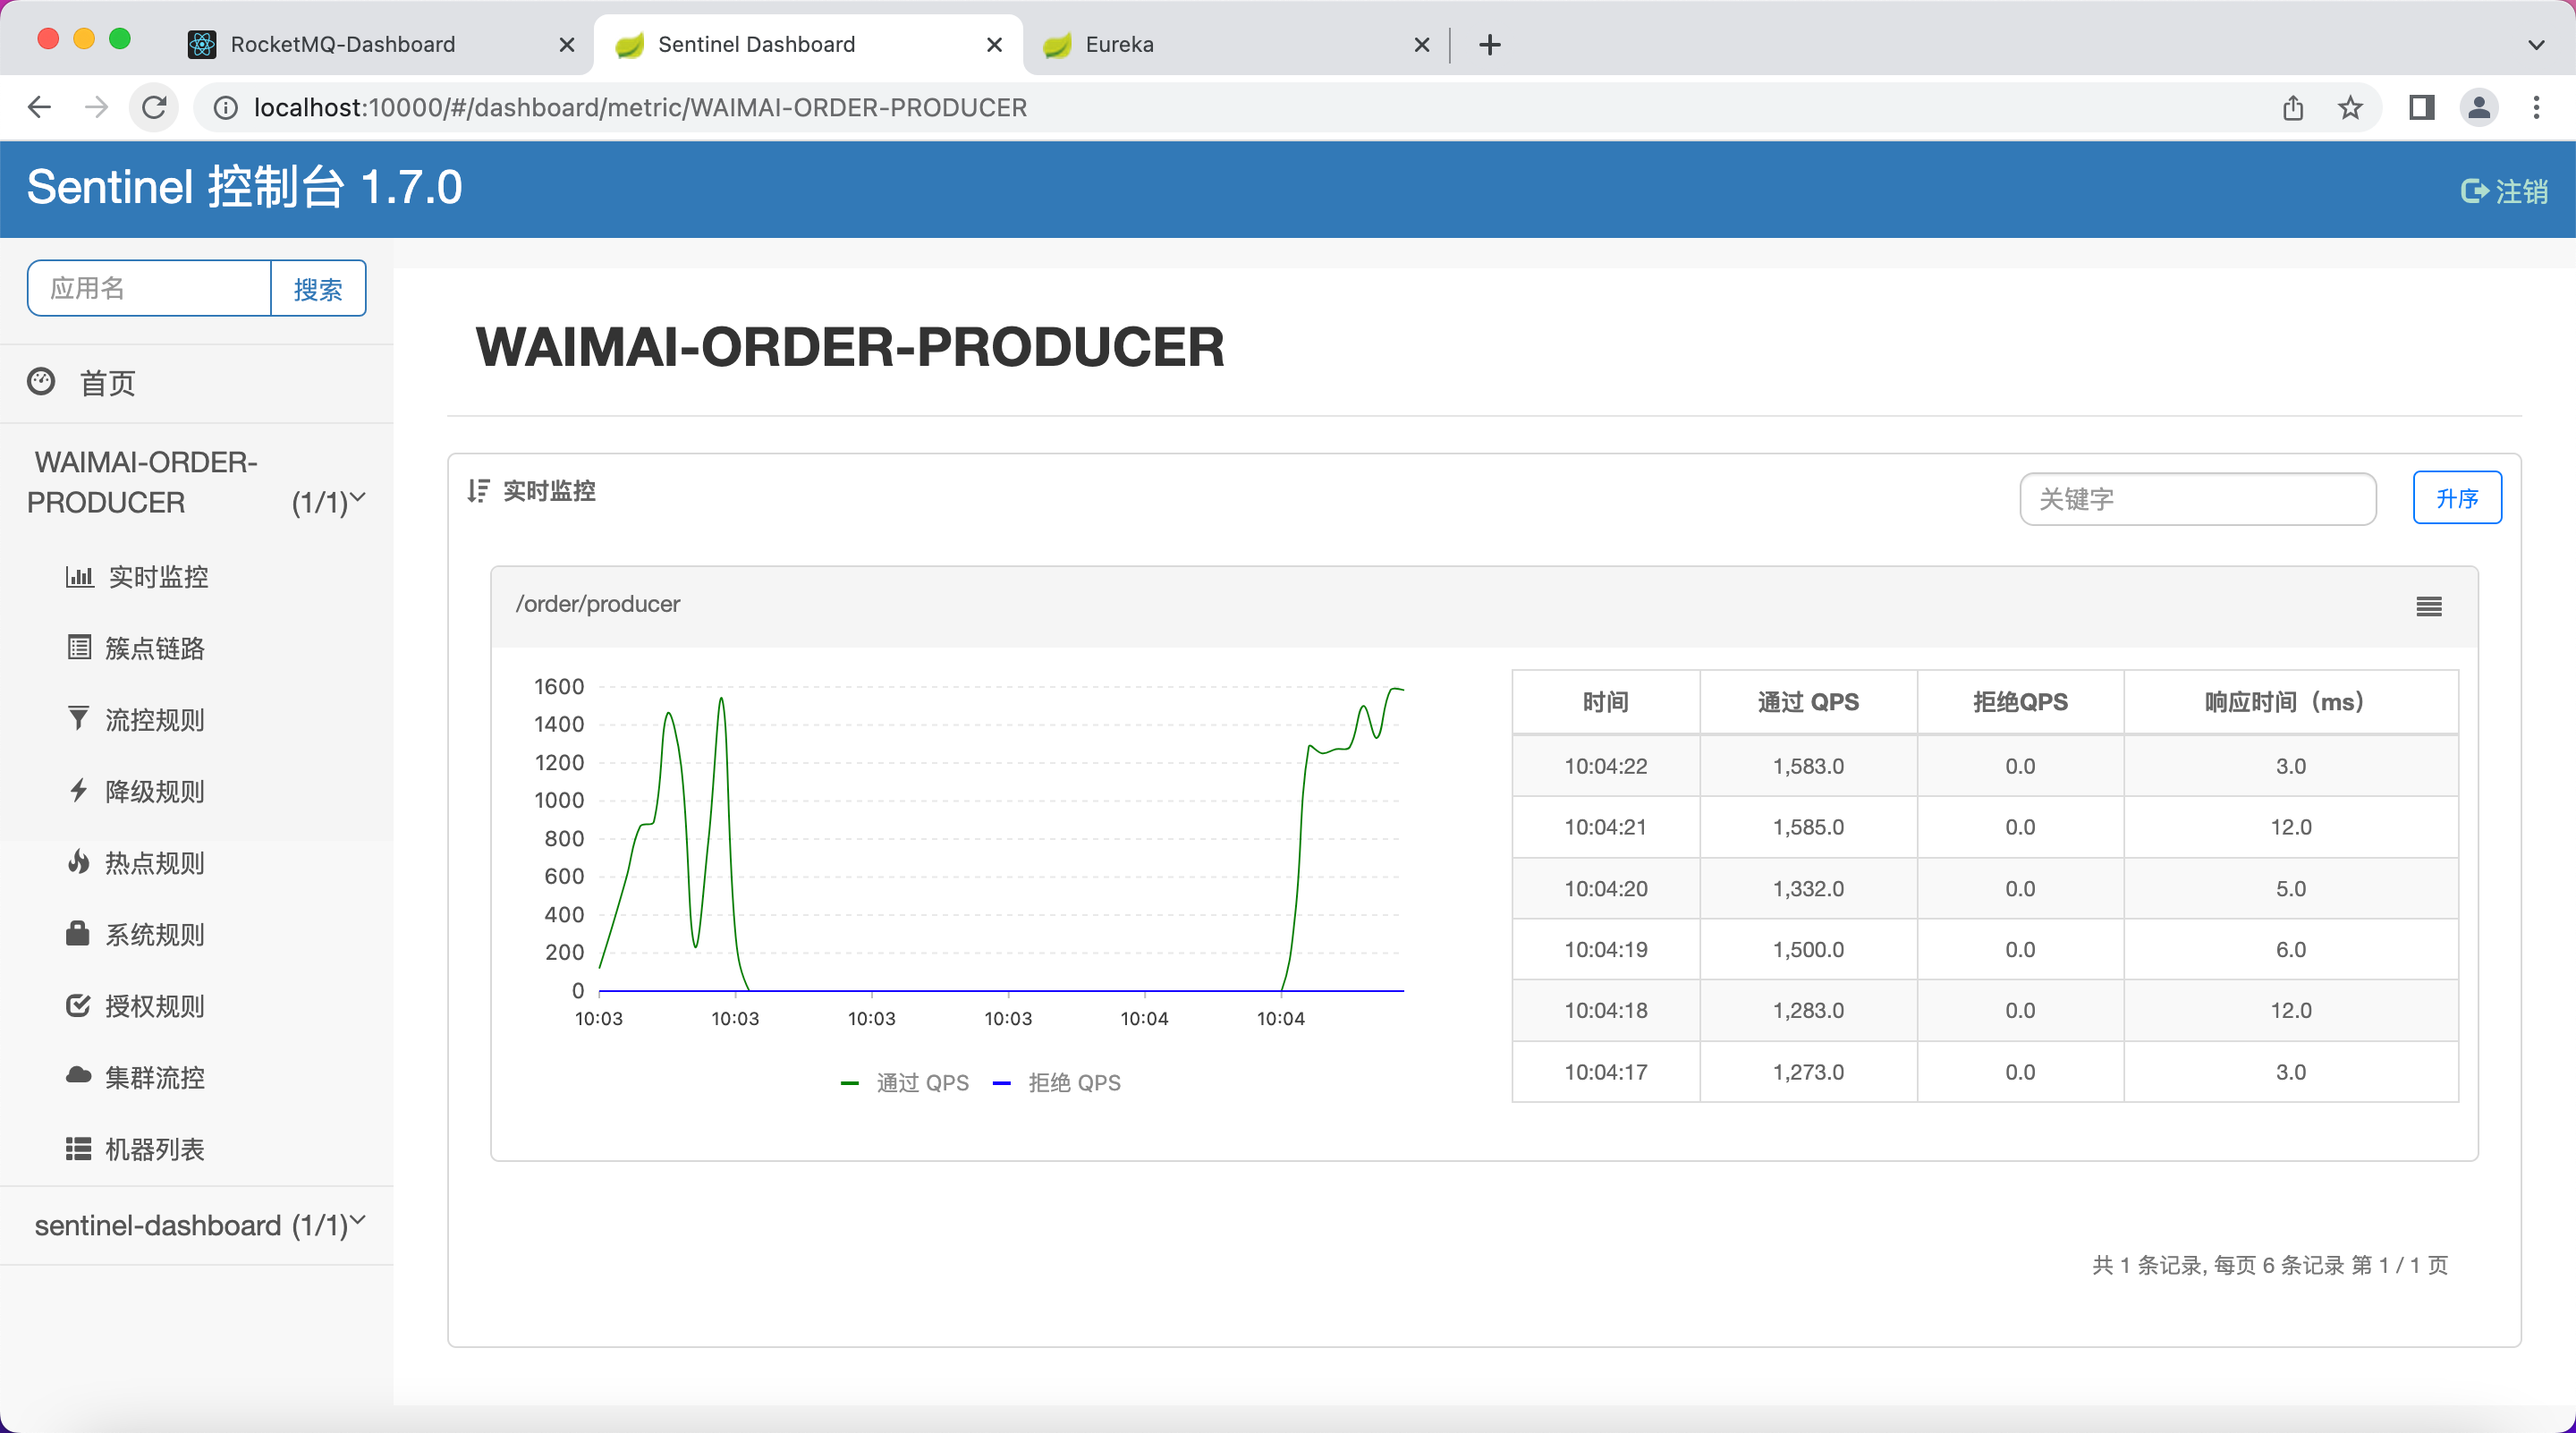 RocketMQ-Dashboard
Sentinel Dashboard
Eureka
localhost:10000/#/dashboard/metric/WAIMAI-ORDER-PRODUCER
Sentinel 控制台 1.7.0
注销
应用名
搜索
首页
WAIMAI-ORDER-
PRODUCER (1/1)
实时监控
簇点链路
流控规则
降级规则
热点规则
系统规则
授权规则
集群流控
机器列表
sentinel-dashboard (1/1)
WAIMAI-ORDER-PRODUCER
实时监控
关键字
升序
/order/producer
1600
1400
1200
1000
800
600
400
200
0
10:03 10:03 10:03 10:03 10:04 10:04
通过 QPS 拒绝 QPS
时间 通过 QPS 拒绝QPS 响应时间（ms）
10:04:22 1,583.0 0.0 3.0
10:04:21 1,585.0 0.0 12.0
10:04:20 1,332.0 0.0 5.0
10:04:19 1,500.0 0.0 6.0
10:04:18 1,283.0 0.0 12.0
10:04:17 1,273.0 0.0 3.0
共 1 条记录, 每页 6 条记录 第 1 / 1 页